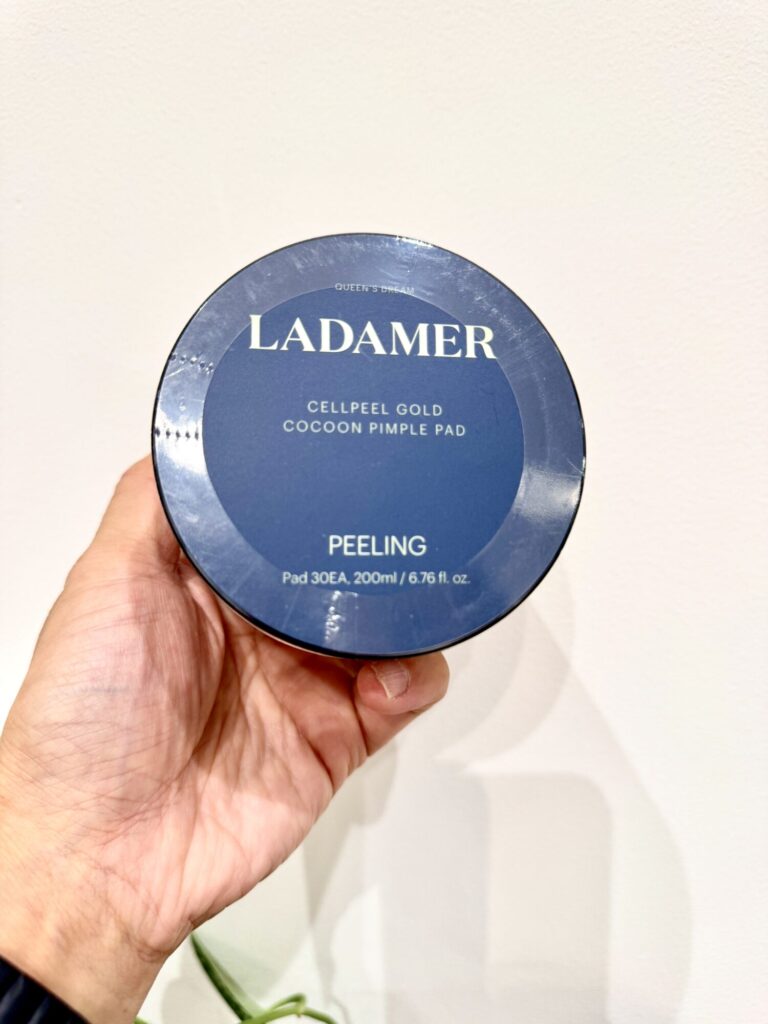 QUEEN'S DREAM
LADAMER
CELLPEEL GOLD
COCOON PIMPLE PAD
PEELING
Pad 30EA, 200ml / 6.76 fl. oz.